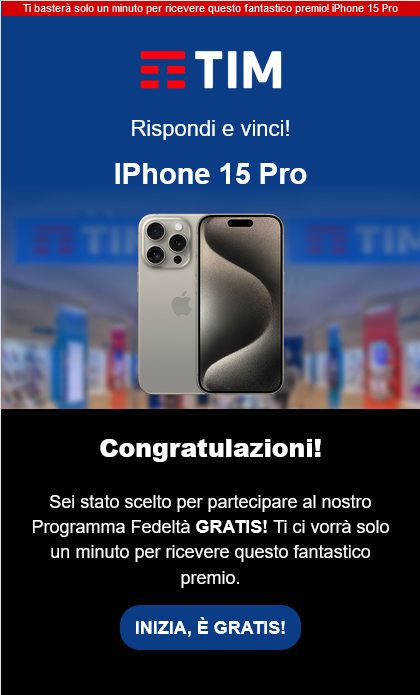 Ti basterà solo un minuto per ricevere questo fantastico premio! iPhone 15 Pro
TIM
Rispondi e vinci!
IPhone 15 Pro
TIM
TIM
Congratulazioni!
Sei stato scelto per partecipare al nostro
Programma Fedeltà GRATIS! Ti ci vorrà solo
un minuto per ricevere questo fantastico
premio.
INIZIA, È GRATIS!